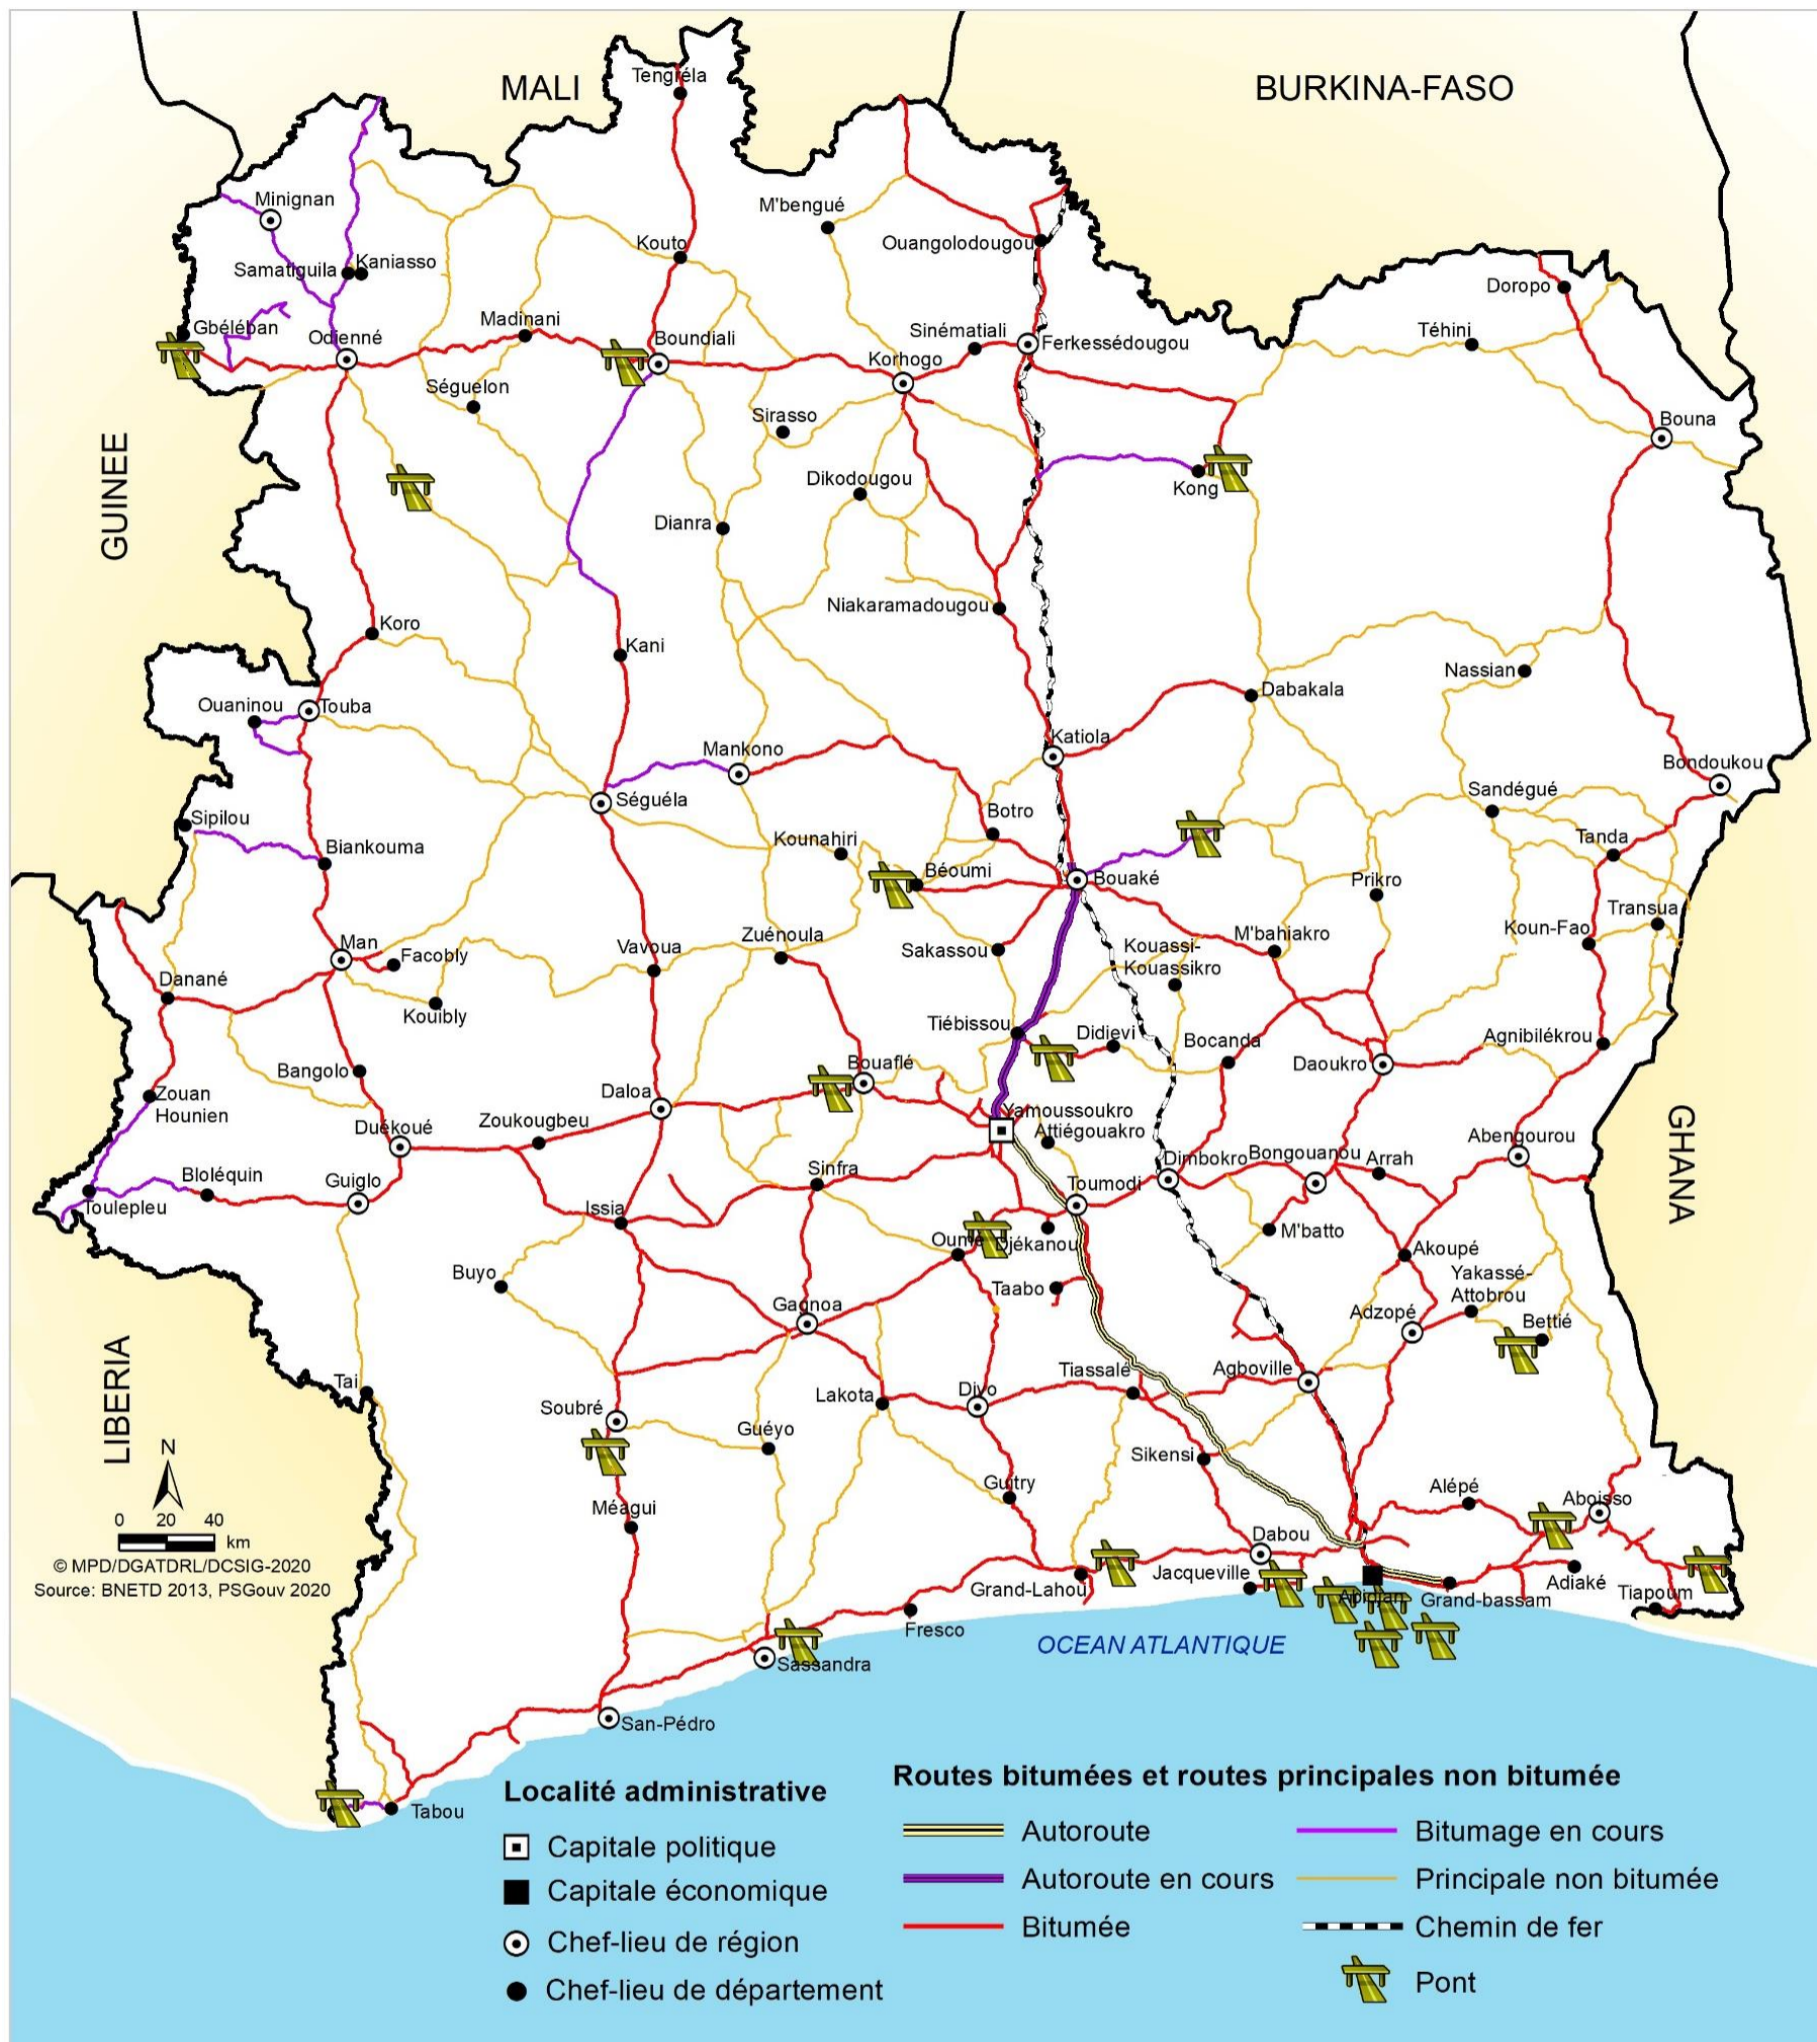 MALI
BURKINA-FASO
Tengréla
Minignan
M'bengué
Kouto
Ouangolodougou
Samatiguila
Kaniasso
Doropo
Gbéléban
Odienné
Madinani
Boundiali
Sinématiali
Ferkessédougou
Téhini
Korhogo
Séguelon
Sirasso
Bouna
GUINEE
Dikodougou
Kong
Dianra
Niakaramadougou
Koro
Kani
Nassian
Ouaninou
Touba
Dabakala
Mankono
Katiola
Bondoukou
Séguéla
Sandégué
Sipilou
Botro
Biankouma
Kounahiri
Tanda
Béoumi
Bouaké
Prikro
Transua
Man
Facobly
Vavoua
Zuénoula
Sakassou
Kouassi-
Kouassikro
M'bahiakro
Koun-Fao
Danané
Kouibly
Tiébissou
Didievi
Bocanda
Daoukro
Agnibilékrou
Bangolo
Bouaflé
Zouan
Hounien
Daloa
Zoukougbeu
Yamoussoukro
Attiégouakro
GHANA
Duékoué
Abengourou
Bloléquin
Guiglo
Sinfra
Dimbokro
Bongouanou
Arrah
Toulepleu
Issia
Toumodi
M'batto
Oumé
Djékanou
Akoupé
Buyo
Taabo
Yakassé-
Attobrou
Gagnoa
Adzopé
Bettié
LIBERIA
Tai
Tiassalé
Agboville
Soubré
Lakota
Divo
Guéyo
Sikensi
N
Guitry
Alépé
Aboisso
Méagui
0 20 40
km
Dabou
© MPD/DGATDRL/DCSIG-2020
Source: BNETD 2013, PSGouv 2020
Grand-Lahou
Jacqueville
Abidjan
Grand-bassam
Adiaké
Tiapoum
Fresco
OCEAN ATLANTIQUE
Sassandra
San-Pédro
Tabou
Localité administrative
Capitale politique
Capitale économique
Chef-lieu de région
Chef-lieu de département
Routes bitumées et routes principales non bitumée
Autoroute
Autoroute en cours
Bitumée
Bitumage en cours
Principale non bitumée
Chemin de fer
Pont